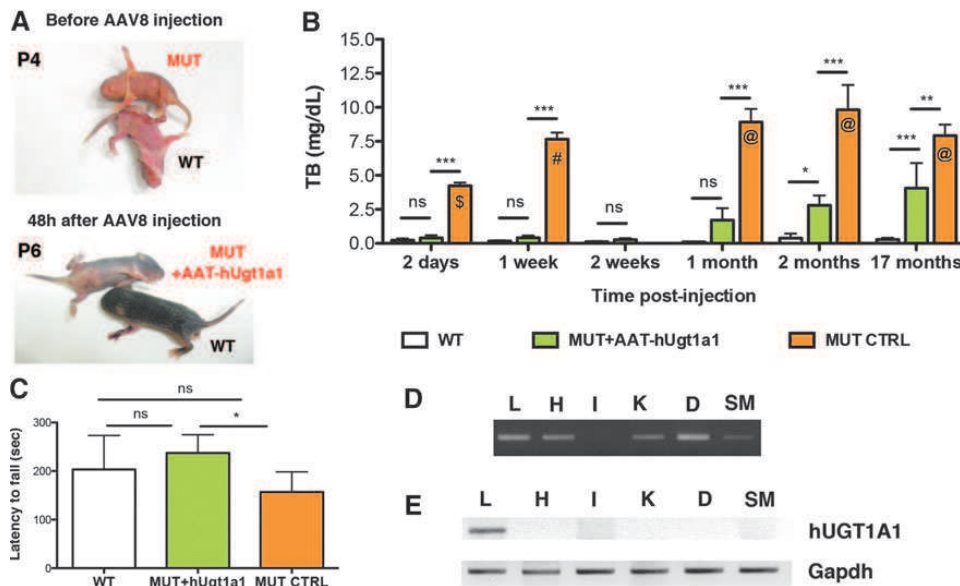 A
Before AAV8 injection
P4
MUT
WT
48h after AAV8 injection
P6
MUT
+AAT-hUgt1a1
WT
B
TB (mg/dL)
15.0
12.5
10.0
7.5
5.0
2.5
0.0
ns *** ns *** ns ns *** * *** *** **
$ # @ @ @
2 days 1 week 2 weeks 1 month 2 months 17 months
Time post-injection
WT MUT+AAT-hUgt1a1 MUT CTRL
C
Latency to fall (sec)
300
200
100
0
ns
ns *
WT MUT+hUgt1a1 MUT CTRL
D
L H I K D SM
E
L H I K D SM
hUGT1A1
Gapdh